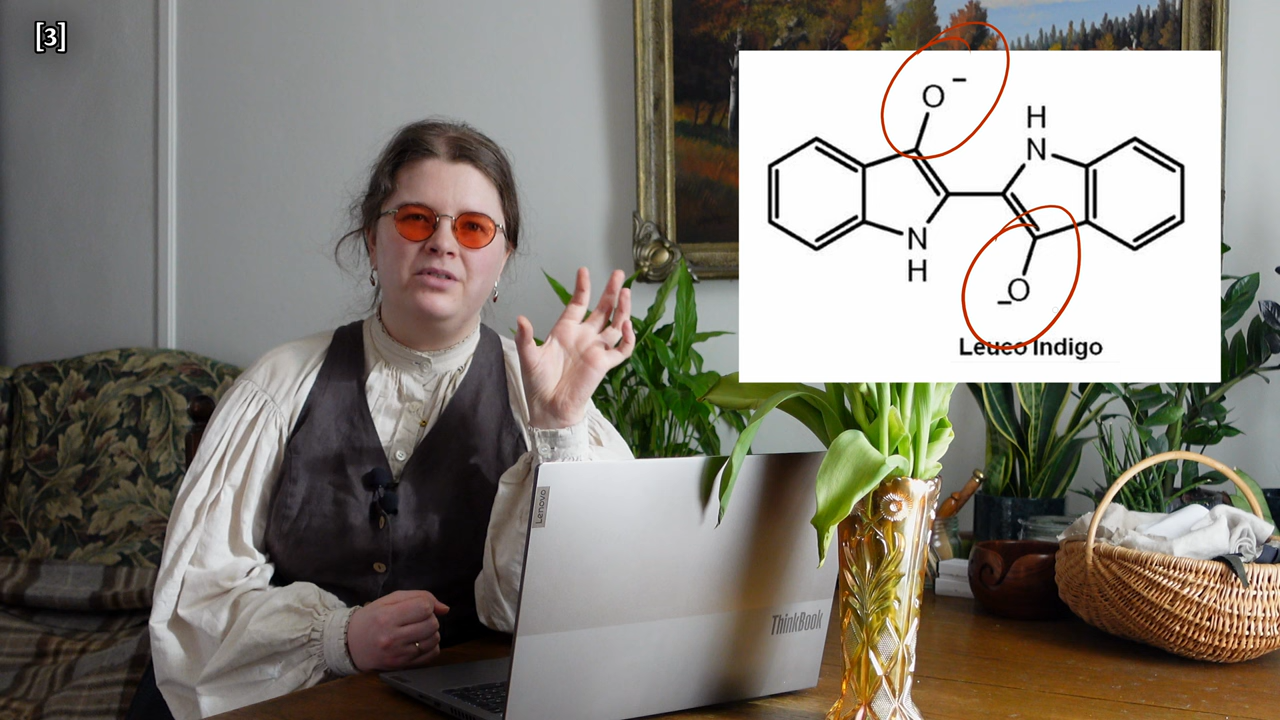 [3]
O −
H
N
N
H
−O
Leuco Indigo
Lenovo
ThinkBook